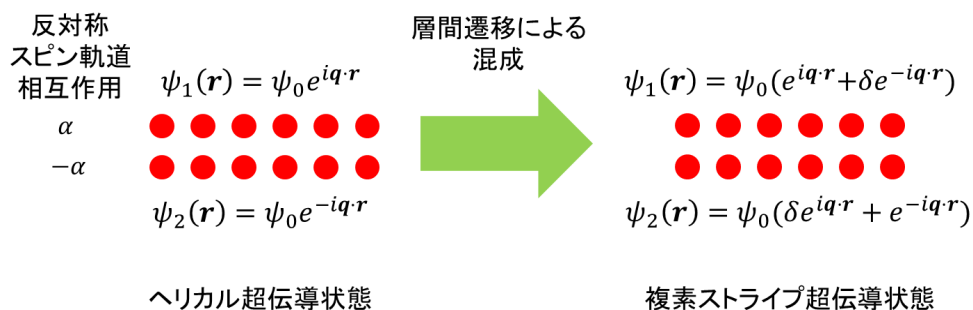 反対称
スピン軌道
相互作用
層間遷移による
混成
ψ₁(r) = ψ₀e^{iq·r}
ψ₁(r) = ψ₀(e^{iq·r}+δe^{-iq·r})
α
−α
ψ₂(r) = ψ₀e^{-iq·r}
ψ₂(r) = ψ₀(δe^{iq·r} + e^{-iq·r})
ヘリカル超伝導状態
複素ストライプ超伝導状態